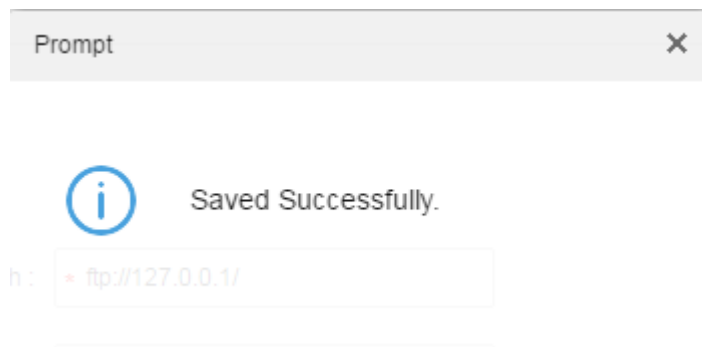 Prompt
Saved Successfully.
h : * ftp://127.0.0.1/